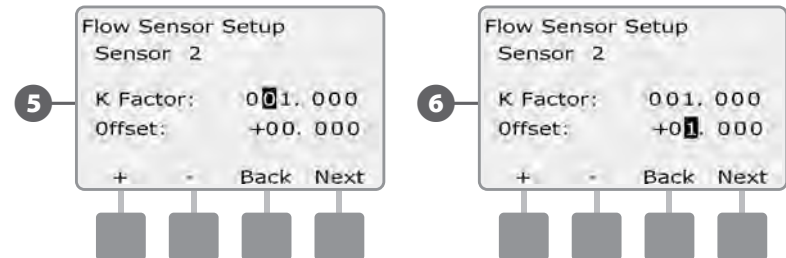 Flow Sensor Setup
Sensor 2
5
K Factor: 001.000
Offset: +00.000
+ - Back Next
Flow Sensor Setup
Sensor 2
6
K Factor: 001.000
Offset: +01.000
+ - Back Next